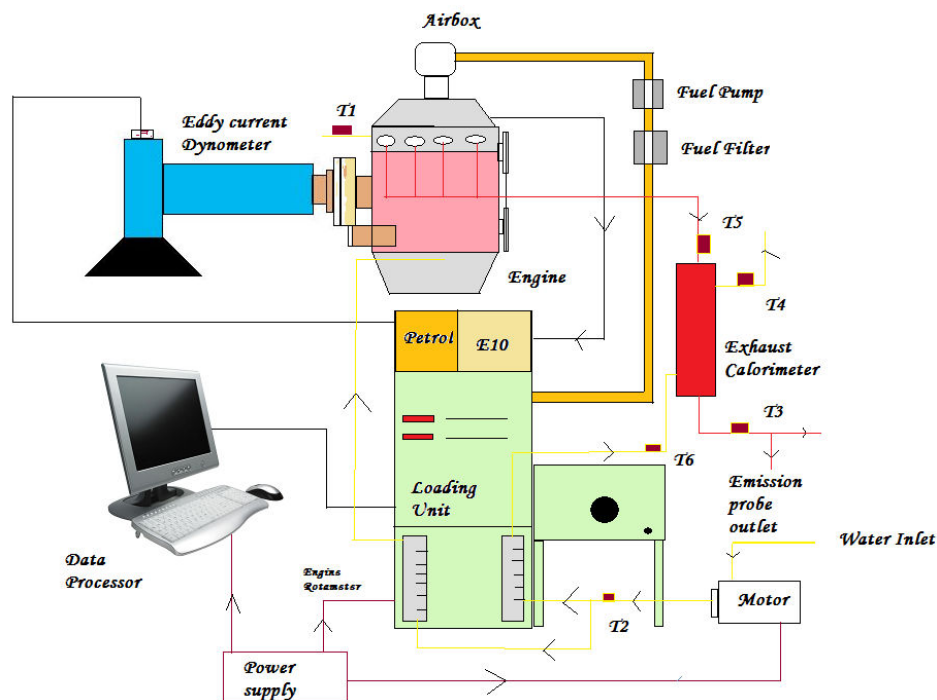 Airbox
Fuel Pump
T1
Eddy current
Dynometer
Fuel Filter
T5
Engine
T4
Petrol
E10
Exhaust
Calorimeter
T3
T6
Loading
Unit
Emission
probe
outlet
Water Inlet
Data
Processor
Engine
Rotameter
Motor
T2
Power
supply